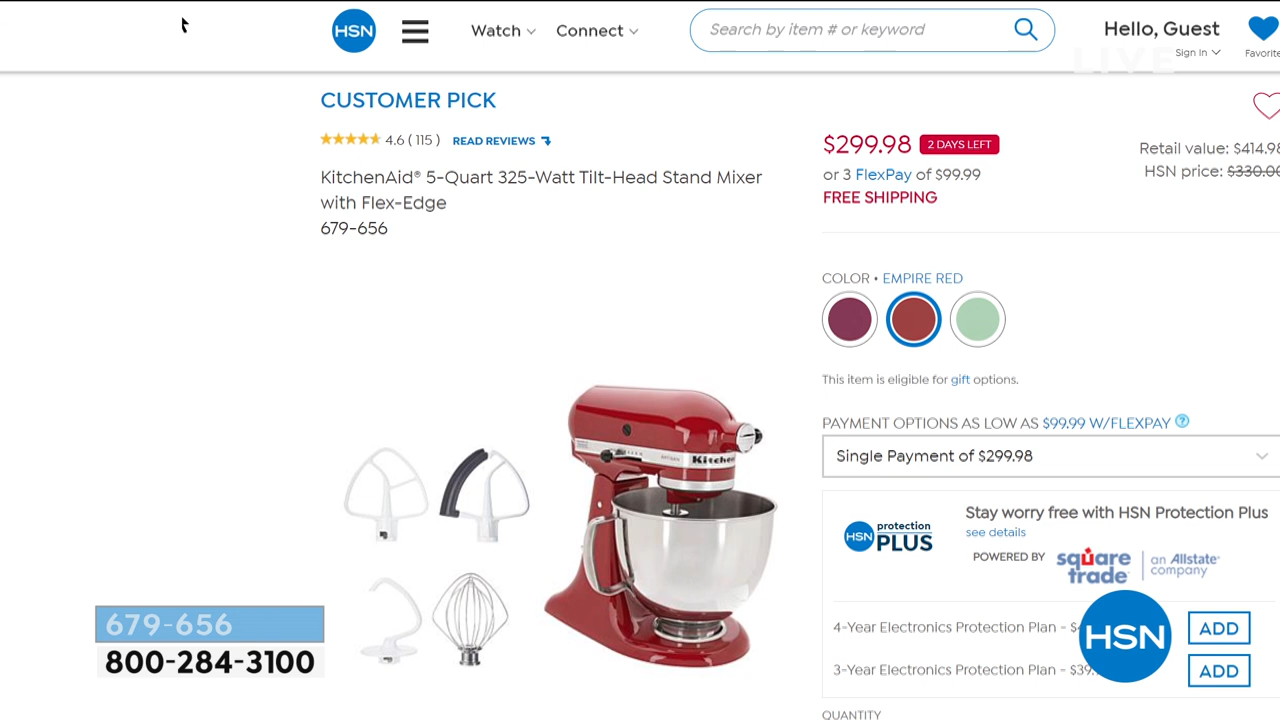 HSN
Watch
Connect
Search by item # or keyword
Hello, Guest
Sign In
LIVE
CUSTOMER PICK
4.6 ( 115 ) READ REVIEWS
KitchenAid® 5-Quart 325-Watt Tilt-Head Stand Mixer
with Flex-Edge
679-656
$299.98 2 DAYS LEFT
or 3 FlexPay of $99.99
FREE SHIPPING
Retail value: $414.98
HSN price: $330.00
COLOR • EMPIRE RED
This item is eligible for gift options.
PAYMENT OPTIONS AS LOW AS $99.99 W/FLEXPAY ?
Single Payment of $299.98
HSN protection PLUS
Stay worry free with HSN Protection Plus
see details
POWERED BY square trade | an Allstate company
4-Year Electronics Protection Plan -
ADD
3-Year Electronics Protection Plan - $39.
ADD
HSN
QUANTITY
679-656
800-284-3100